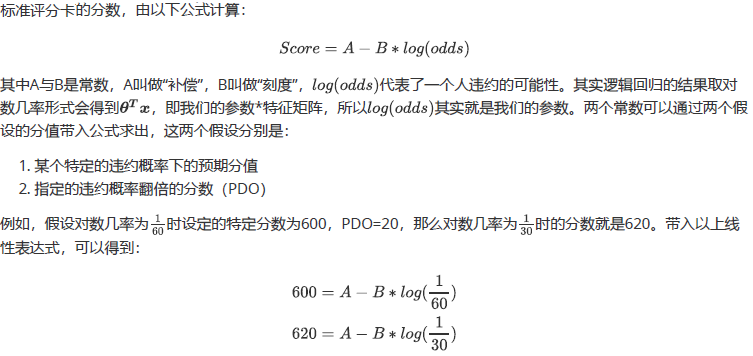 标准评分卡的分数，由以下公式计算：
Score = A − B ∗ log(odds)
其中A与B是常数，A叫做“补偿”，B叫做“刻度”，log(odds)代表了一个人违约的可能性。其实逻辑回归的结果取对
数几率形式会得到θᵀx，即我们的参数*特征矩阵，所以log(odds)其实就是我们的参数。两个常数可以通过两个假
设的分值带入公式求出，这两个假设分别是：
1. 某个特定的违约概率下的预期分值
2. 指定的违约概率翻倍的分数（PDO）
例如，假设对数几率为1/60时设定的特定分数为600，PDO=20，那么对数几率为1/30时的分数就是620。带入以上线
性表达式，可以得到：
600 = A − B ∗ log(1/60)
620 = A − B ∗ log(1/30)